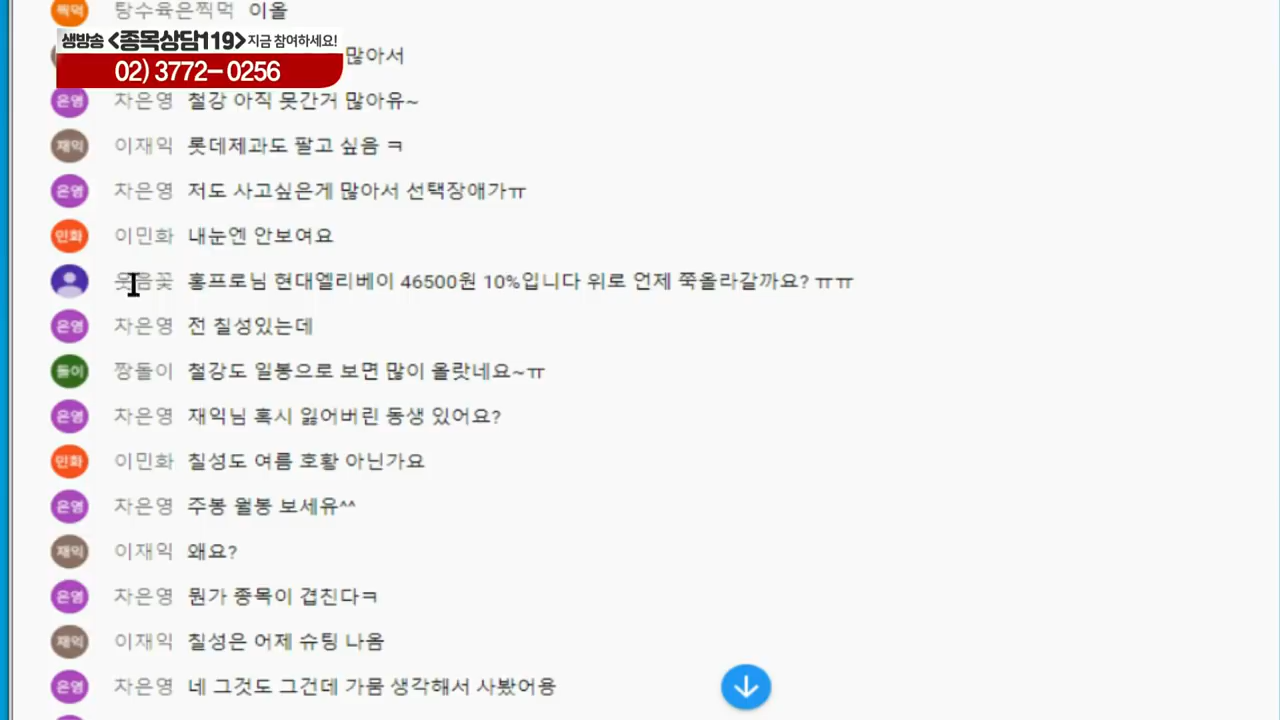 찍먹 탕수육은찍먹 이올
생방송 <종목상담119> 지금 참여하세요!
많아서
02) 3772-0256
은영 차은영 철강 아직 못간거 많아유~
재익 이재익 롯데제과도 팔고 싶음 ㅋ
은영 차은영 저도 사고싶은게 많아서 선택장애가ㅠ
민화 이민화 내눈엔 안보여요
웃음꽃 홍프로님 현대엘리베이 46500원 10%입니다 위로 언제 쭉올라갈까요? ㅠㅠ
은영 차은영 전 칠성있는데
돌이 짱돌이 철강도 일봉으로 보면 많이 올랏네요~ㅠ
은영 차은영 재익님 혹시 잃어버린 동생 있어요?
민화 이민화 칠성도 여름 호황 아닌가요
은영 차은영 주봉 월봉 보세유^^
재익 이재익 왜요?
은영 차은영 뭔가 종목이 겹친다ㅋ
재익 이재익 칠성은 어제 슈팅 나옴
은영 차은영 네 그것도 그건데 가뭄 생각해서 사봤어용